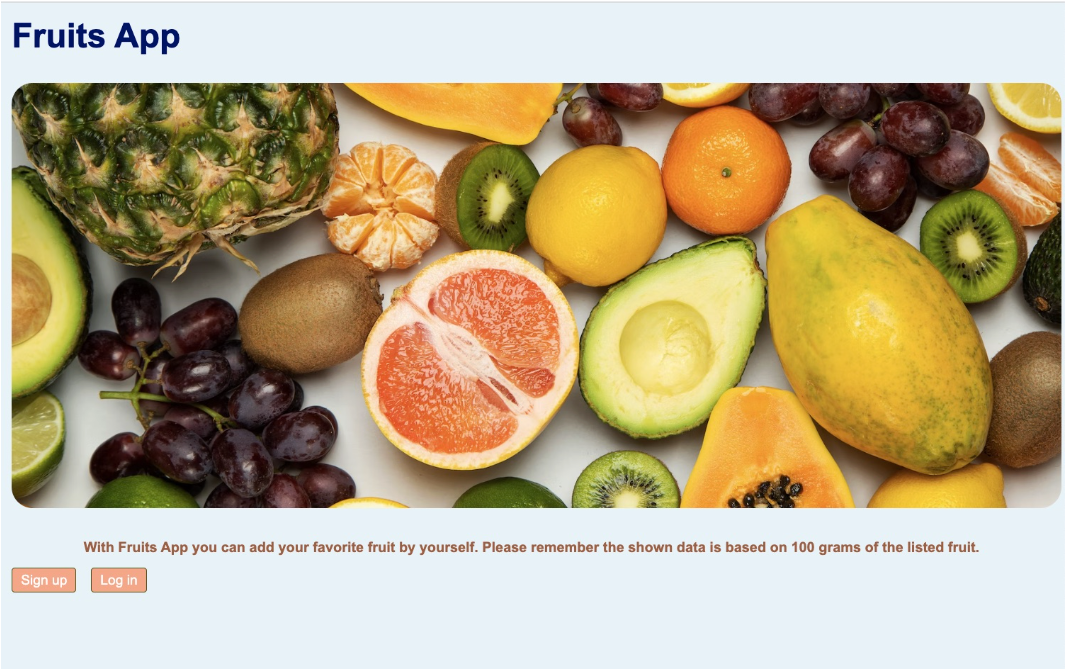 Fruits App
With Fruits App you can add your favorite fruit by yourself. Please remember the shown data is based on 100 grams of the listed fruit.
Sign up
Log in